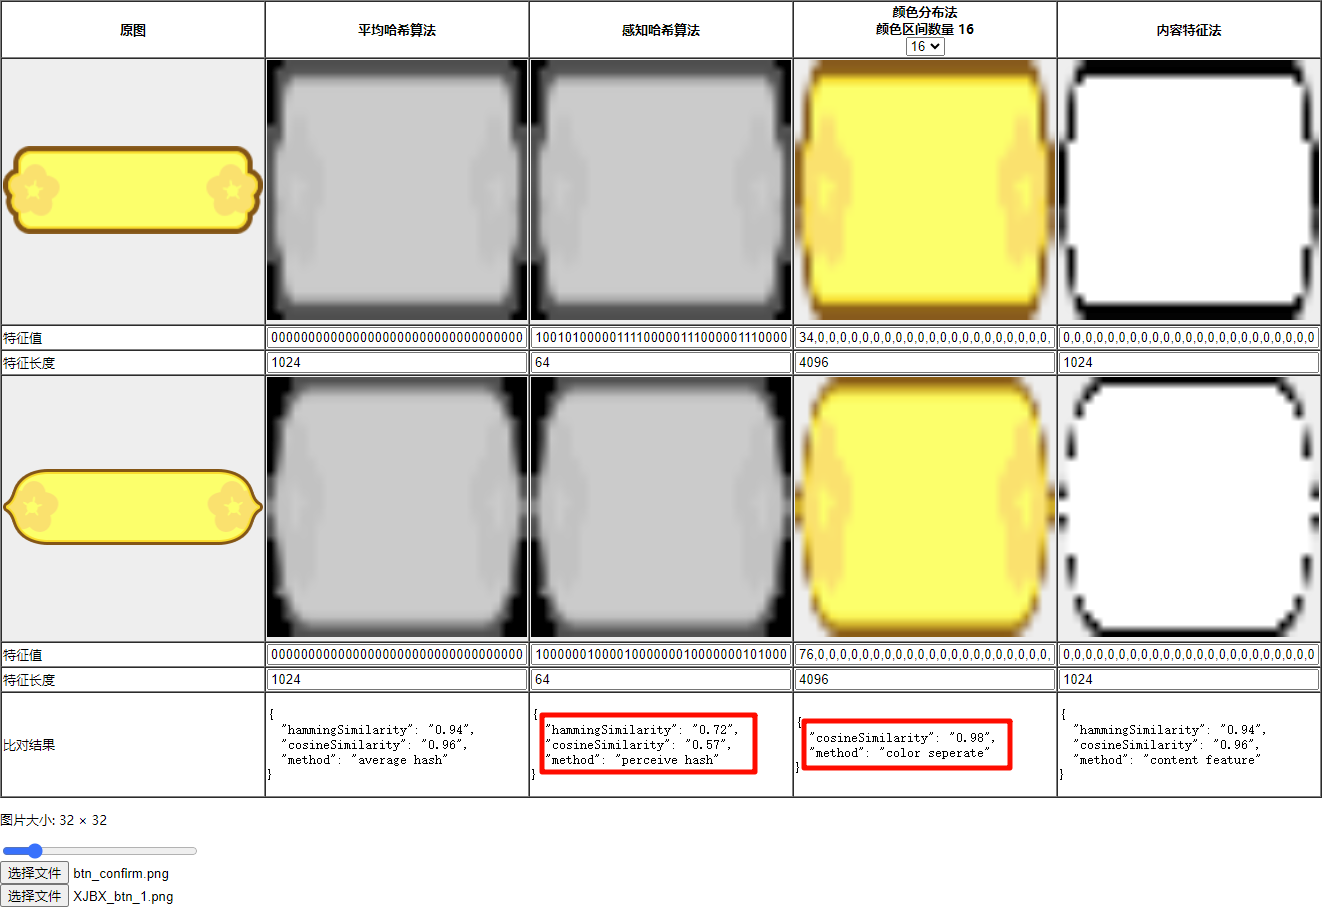 原图
平均哈希算法
感知哈希算法
颜色分布法
颜色区间数量 16
16
内容特征法
特征值
00000000000000000000000000000000000
1001010000011110000011100000111 0000
34,0,0,0,0,0,0,0,0,0,0,0,0,0,0,0,0,0,0,0,0,0,
0,0,0,0,0,0,0,0,0,0,0,0,0,0,0,0,0,0,0,0,0,0,0
特征长度
1024
64
4096
1024
特征值
00000000000000000000000000000000000
10000001000010000000010000000101000
76,0,0,0,0,0,0,0,0,0,0,0,0,0,0,0,0,0,0,0,0,0,
0,0,0,0,0,0,0,0,0,0,0,0,0,0,0,0,0,0,0,0,0,0,0
特征长度
1024
64
4096
1024
比对结果
{
"hammingSimilarity": "0.94",
"cosineSimilarity": "0.96",
"method": "average hash"
}
{
"hammingSimilarity": "0.72",
"cosineSimilarity": "0.57",
"method": "perceive hash"
}
{
"cosineSimilarity": "0.98",
"method": "color seperate"
}
{
"hammingSimilarity": "0.94",
"cosineSimilarity": "0.96",
"method": "content feature"
}
图片大小: 32 × 32
选择文件 btn_confirm.png
选择文件 XJBX_btn_1.png